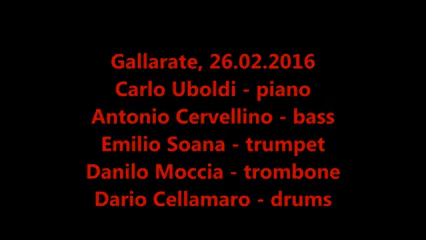 Gallarate, 26.02.2016
Carlo Uboldi - piano
Antonio Cervellino - bass
Emilio Soana - trumpet
Danilo Moccia - trombone
Dario Cellamaro - drums